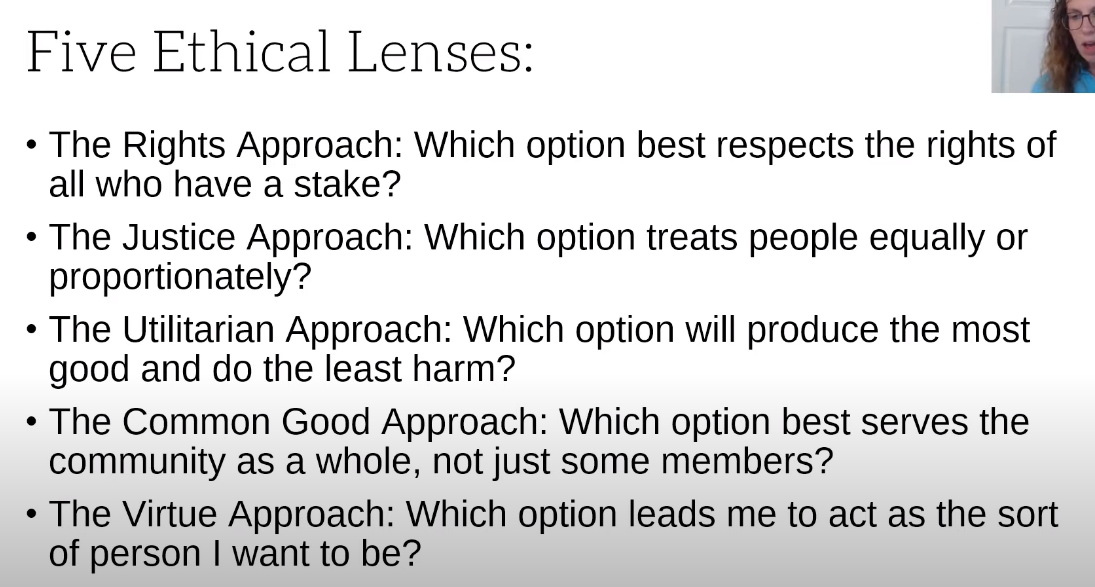 Five Ethical Lenses:
• The Rights Approach: Which option best respects the rights of
all who have a stake?
• The Justice Approach: Which option treats people equally or
proportionately?
• The Utilitarian Approach: Which option will produce the most
good and do the least harm?
• The Common Good Approach: Which option best serves the
community as a whole, not just some members?
• The Virtue Approach: Which option leads me to act as the sort
of person I want to be?